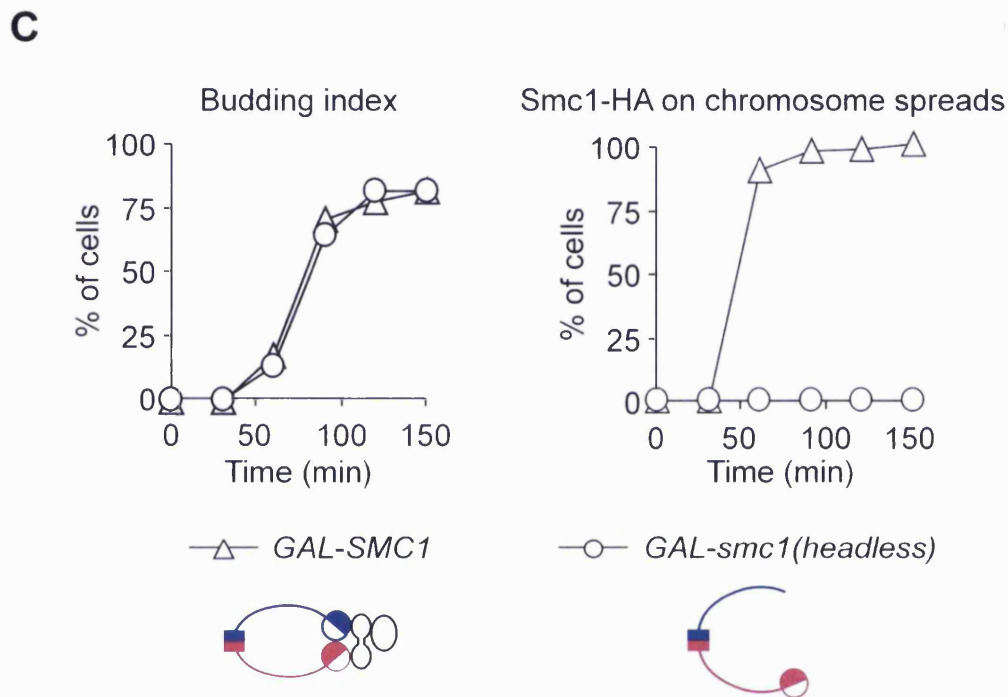 C
Budding index
% of cells
100
75
50
25
0
0 50 100 150
Time (min)
Smc1-HA on chromosome spreads
% of cells
100
75
50
25
0
0 50 100 150
Time (min)
GAL-SMC1
GAL-smc1(headless)